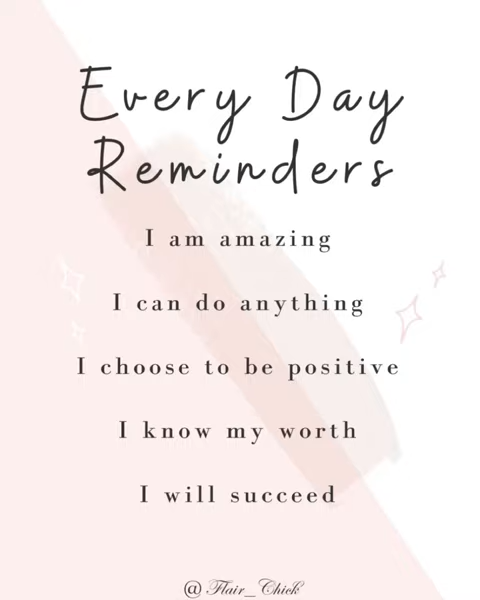 Every Day
Reminders
I am amazing
I can do anything
I choose to be positive
I know my worth
I will succeed
@Flair_Chick